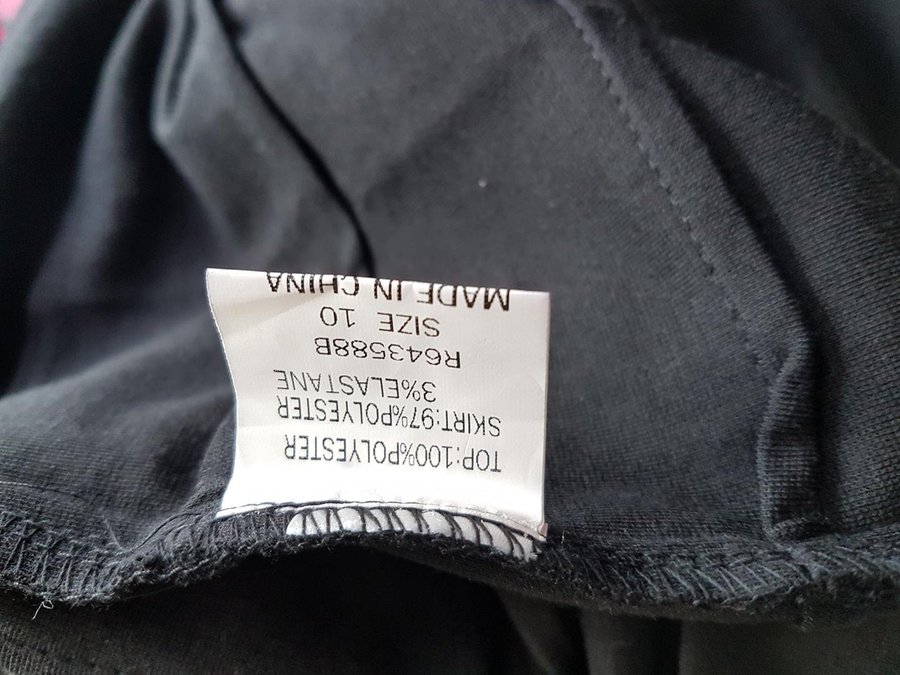 TOP:100%POLYESTER
SKIRT:97%POLYESTER
3%ELASTANE
R643588B
SIZE 10
MADE IN CHINA